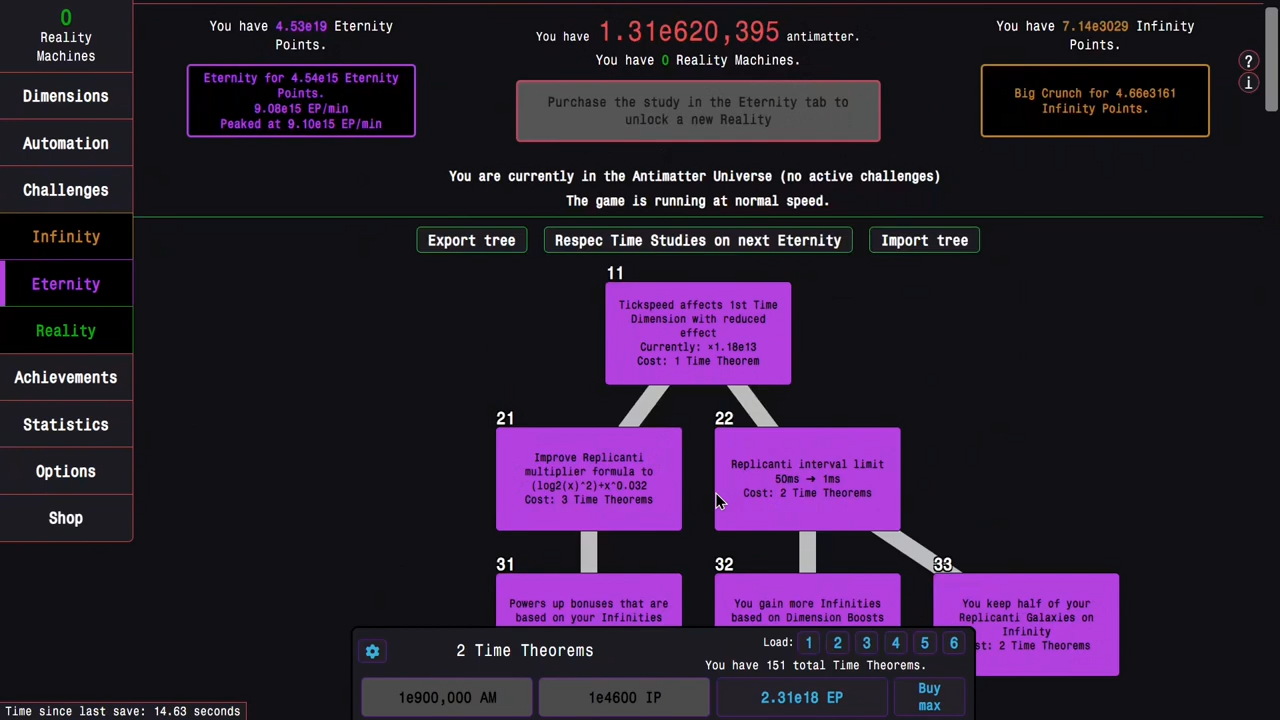 0
Reality
Machines
Dimensions
Automation
Challenges
Infinity
Eternity
Reality
Achievements
Statistics
Options
Shop
You have 4.53e19 Eternity
Points.
Eternity for 4.54e15 Eternity
Points.
9.08e15 EP/min
Peaked at 9.10e15 EP/min
You have 1.31e620,395 antimatter.
You have 0 Reality Machines.
Purchase the study in the Eternity tab to
unlock a new Reality
You have 7.14e3029 Infinity
Points.
Big Crunch for 4.66e3161
Infinity Points.
?
i
You are currently in the Antimatter Universe (no active challenges)
The game is running at normal speed.
Export tree
Respec Time Studies on next Eternity
Import tree
11
Tickspeed affects 1st Time
Dimension with reduced
effect
Currently: ×1.18e13
Cost: 1 Time Theorem
21
Improve Replicanti
multiplier formula to
(log2(x)^2)+x^0.032
Cost: 3 Time Theorems
22
Replicanti interval limit
50ms → 1ms
Cost: 2 Time Theorems
31
Powers up bonuses that are
based on your Infinities
32
You gain more Infinities
based on Dimension Boosts
33
You keep half of your
Replicanti Galaxies on
Infinity
Cost: 2 Time Theorems
2 Time Theorems
Load: 1 2 3 4 5 6
You have 151 total Time Theorems.
1e900,000 AM
1e4600 IP
2.31e18 EP
Buy
max
Time since last save: 14.63 seconds